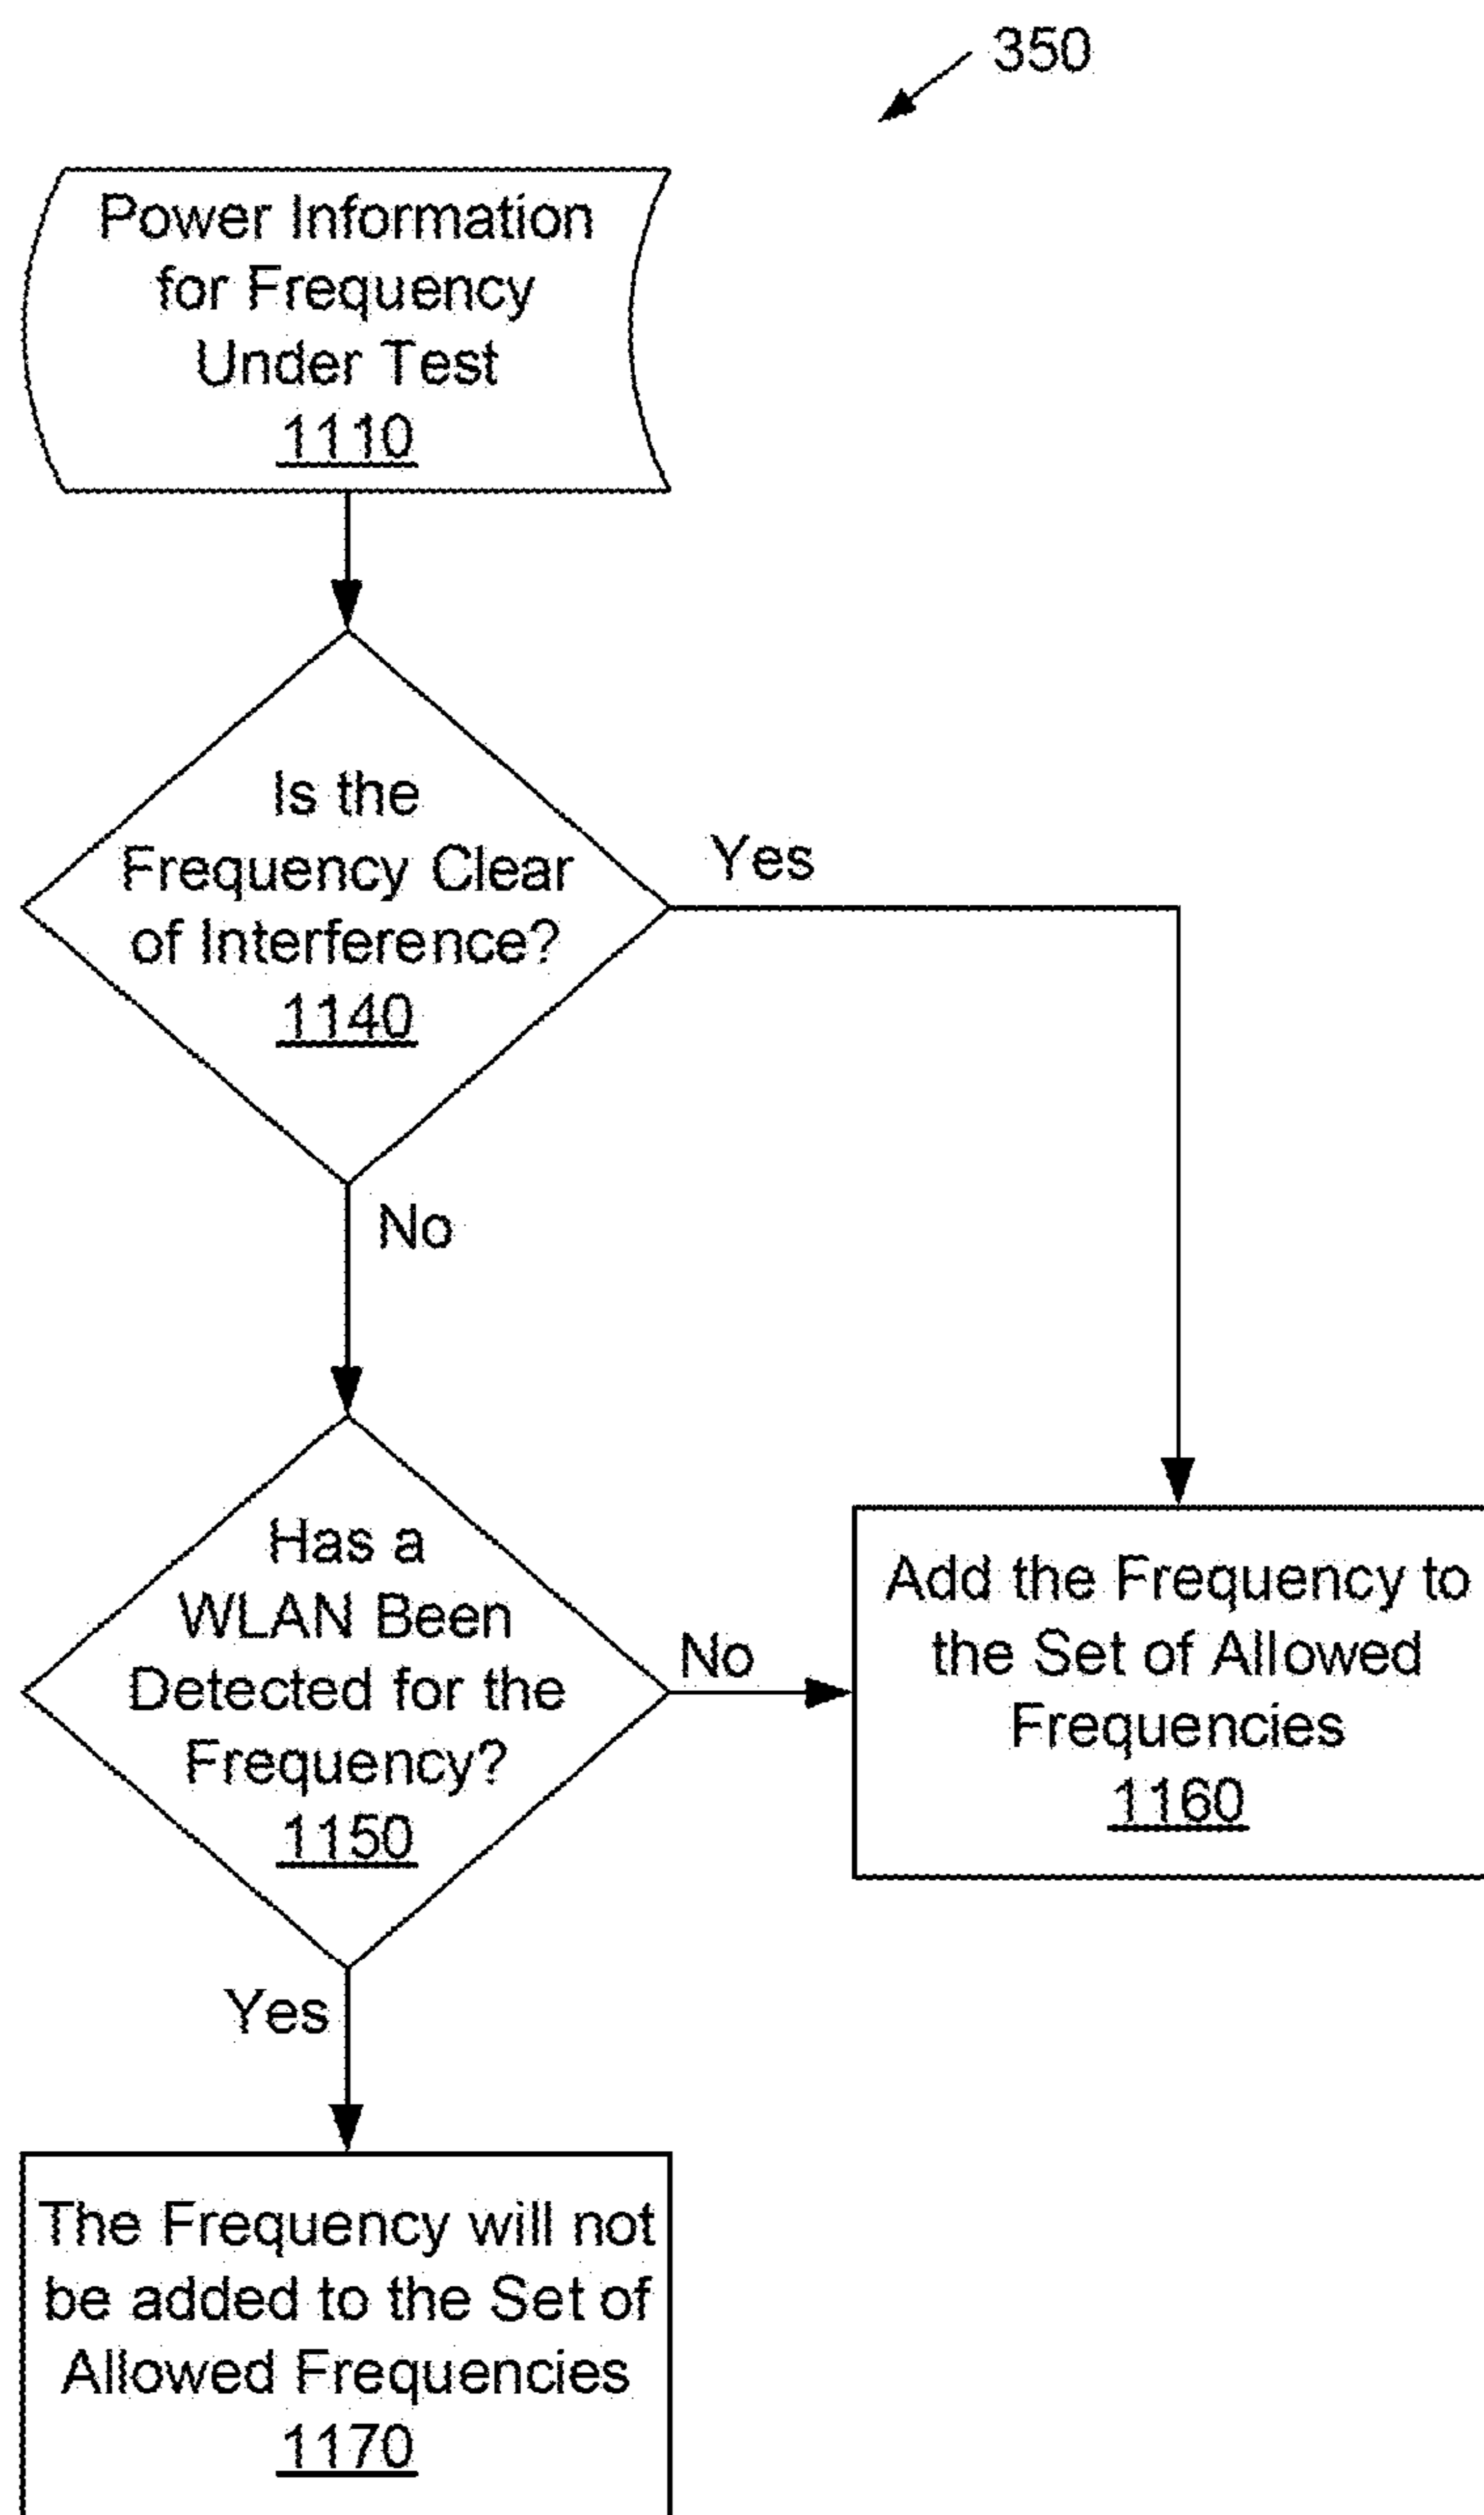 350
Power Information
for Frequency
Under Test
1110
Is the
Frequency Clear
of Interference?
1140
Yes
No
Has a
WLAN Been
Detected for the
Frequency?
1150
No
Add the Frequency to
the Set of Allowed
Frequencies
1160
Yes
The Frequency will not
be added to the Set of
Allowed Frequencies
1170